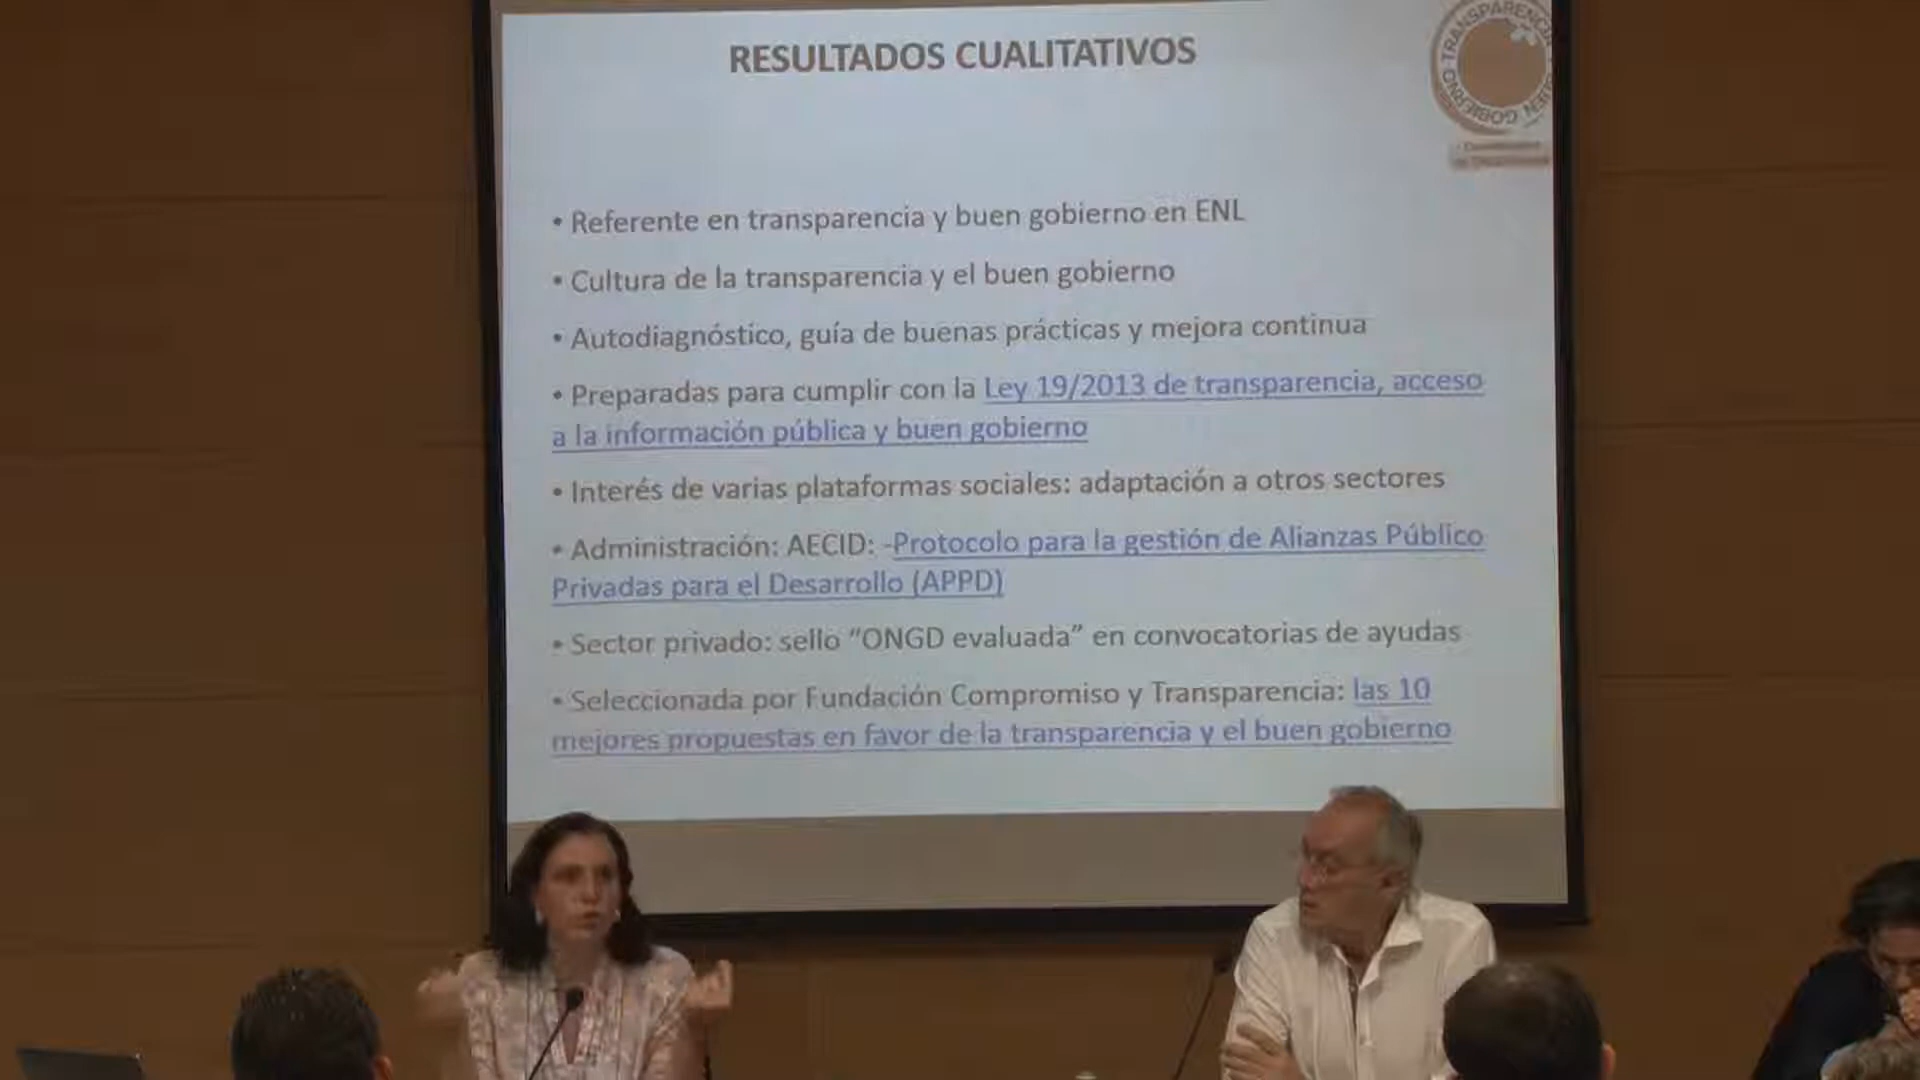 RESULTADOS CUALITATIVOS
TRANSPARENCIA
BUEN GOBIERNO
• Referente en transparencia y buen gobierno en ENL
• Cultura de la transparencia y el buen gobierno
• Autodiagnóstico, guía de buenas prácticas y mejora continua
• Preparadas para cumplir con la Ley 19/2013 de transparencia, acceso
a la información pública y buen gobierno
• Interés de varias plataformas sociales: adaptación a otros sectores
• Administración: AECID: -Protocolo para la gestión de Alianzas Público
Privadas para el Desarrollo (APPD)
• Sector privado: sello “ONGD evaluada” en convocatorias de ayudas
• Seleccionada por Fundación Compromiso y Transparencia: las 10
mejores propuestas en favor de la transparencia y el buen gobierno